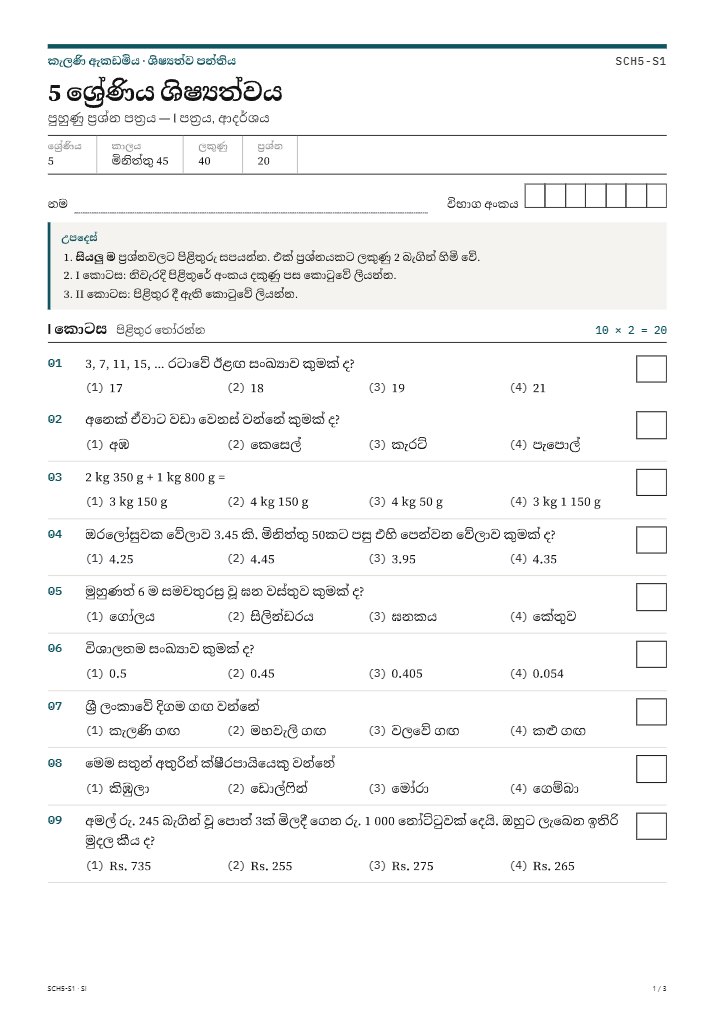 කැලණි ඇකඩමිය · ශිෂ්‍යත්ව පන්තිය SCH5-S1
5 ශ්‍රේණිය ශිෂ්‍යත්වය
පුහුණු ප්‍රශ්න පත්‍රය — I පත්‍රය, ආදර්ශය
ශ්‍රේණිය කාලය ලකුණු ප්‍රශ්න
5 මිනිත්තු 45 40 20
නම විභාග අංකය
උපදෙස්
1. සියලු ම ප්‍රශ්නවලට පිළිතුරු සපයන්න. එක් ප්‍රශ්නයකට ලකුණු 2 බැගින් හිමි වේ.
2. I කොටස: නිවැරදි පිළිතුරේ අංකය දකුණු පස කොටුවේ ලියන්න.
3. II කොටස: පිළිතුර දී ඇති කොටුවේ ලියන්න.
I කොටස පිළිතුර තෝරන්න 10 × 2 = 20
01 3, 7, 11, 15, … රටාවේ ඊළඟ සංඛ්‍යාව කුමක් ද?
(1) 17 (2) 18 (3) 19 (4) 21
02 අනෙක් ඒවාට වඩා වෙනස් වන්නේ කුමක් ද?
(1) අඹ (2) කෙසෙල් (3) කැරට් (4) පැපොල්
03 2 kg 350 g + 1 kg 800 g =
(1) 3 kg 150 g (2) 4 kg 150 g (3) 4 kg 50 g (4) 3 kg 1 150 g
04 ඔරලෝසුවක වේලාව 3.45 කි. මිනිත්තු 50කට පසු එහි පෙන්වන වේලාව කුමක් ද?
(1) 4.25 (2) 4.45 (3) 3.95 (4) 4.35
05 මුහුණත් 6 ම සමචතුරස්‍ර වූ ඝන වස්තුව කුමක් ද?
(1) ගෝලය (2) සිලින්ඩරය (3) ඝනකය (4) කේතුව
06 විශාලතම සංඛ්‍යාව කුමක් ද?
(1) 0.5 (2) 0.45 (3) 0.405 (4) 0.054
07 ශ්‍රී ලංකාවේ දිගම ගඟ වන්නේ
(1) කැලණි ගඟ (2) මහවැලි ගඟ (3) වලවේ ගඟ (4) කළු ගඟ
08 මෙම සතුන් අතුරින් ක්ෂීරපායියෙකු වන්නේ
(1) කිඹුලා (2) ඩොල්ෆින් (3) මෝරා (4) ගෙම්බා
09 අමල් රු. 245 බැගින් වූ පොත් 3ක් මිලදී ගෙන රු. 1 000 නෝට්ටුවක් දෙයි. ඔහුට ලැබෙන ඉතිරි
මුදල කීය ද?
(1) Rs. 735 (2) Rs. 255 (3) Rs. 275 (4) Rs. 265
SCH5-S1 · SI 1 / 3